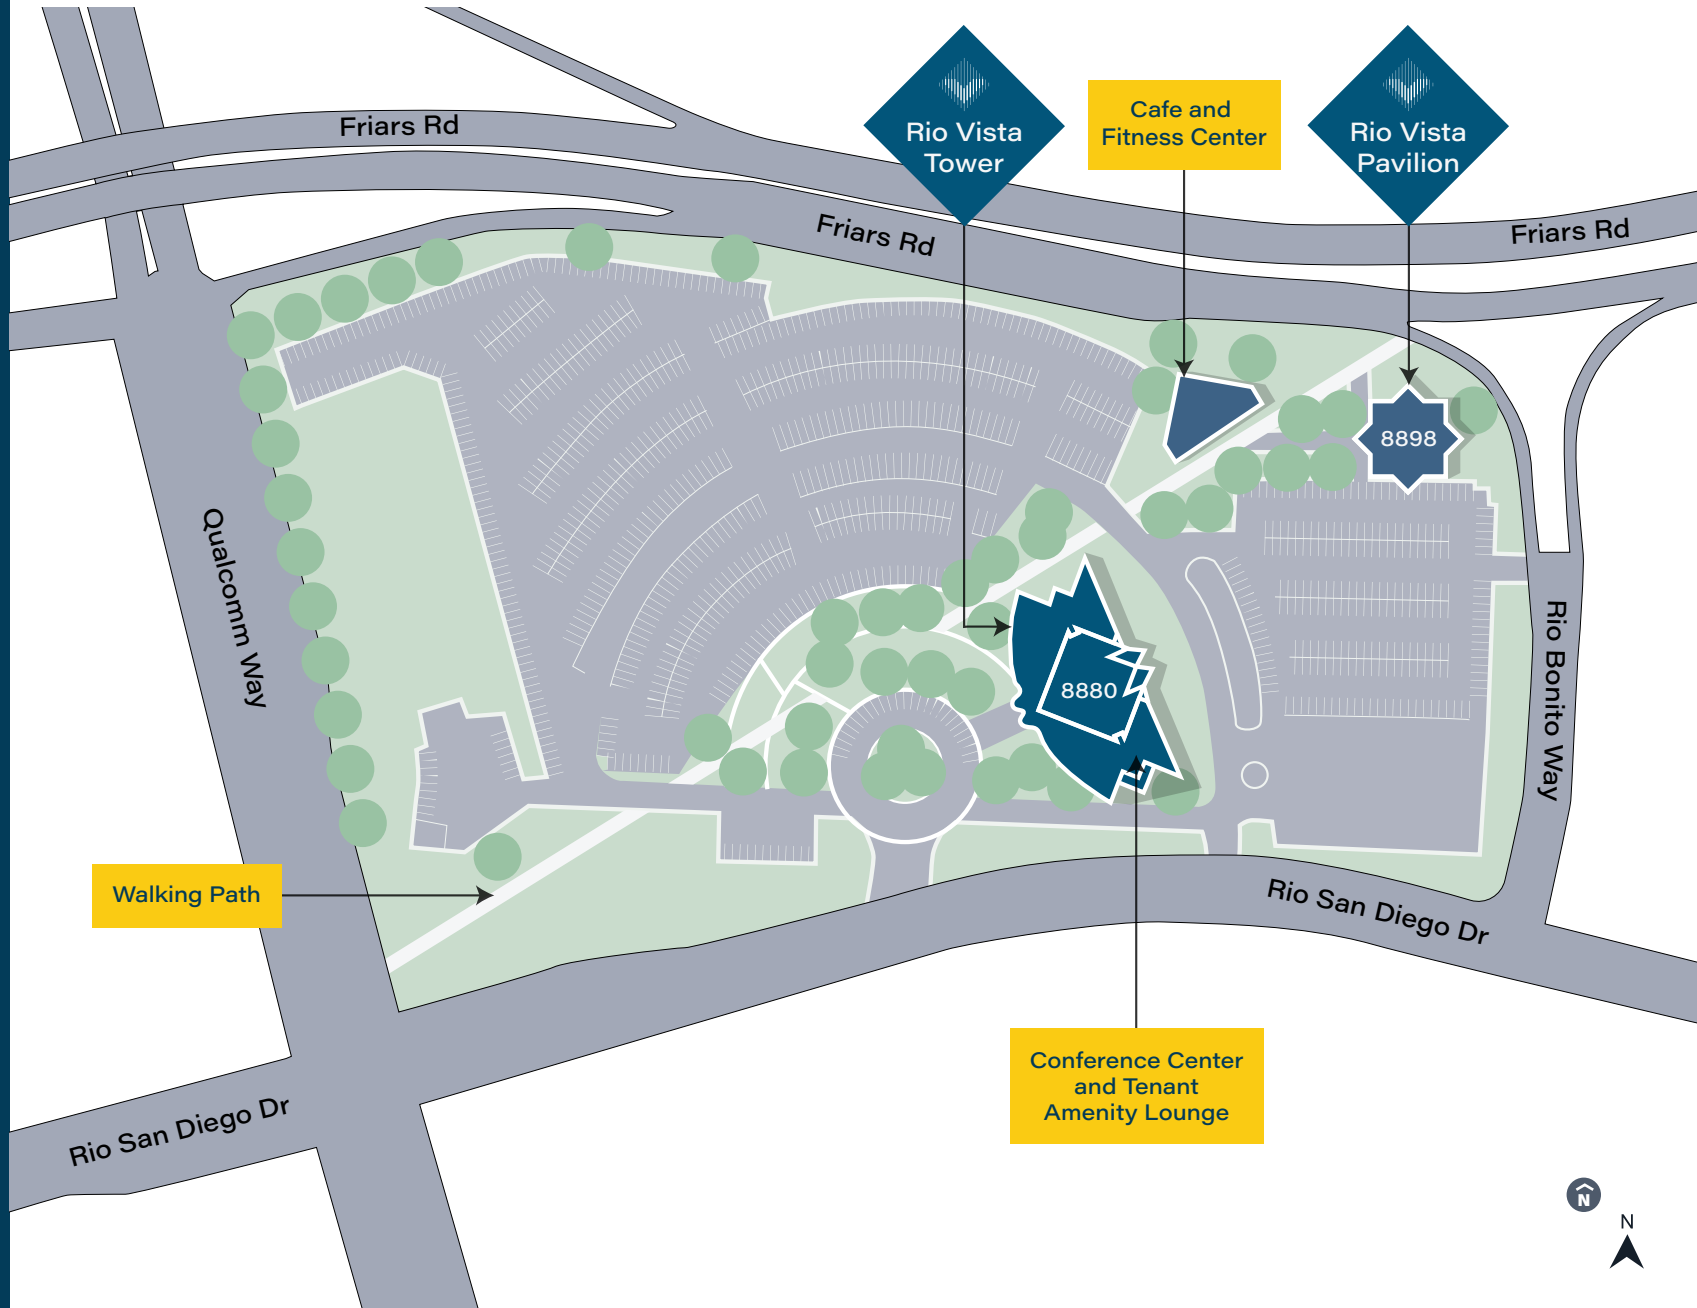 Friars Rd
Rio Vista
Tower
Cafe and
Fitness Center
Rio Vista
Pavilion
Friars Rd
Friars Rd
8898
Qualcomm Way
8880
Rio Bonito Way
Walking Path
Rio San Diego Dr
Conference Center
and Tenant
Amenity Lounge
Rio San Diego Dr
N
N